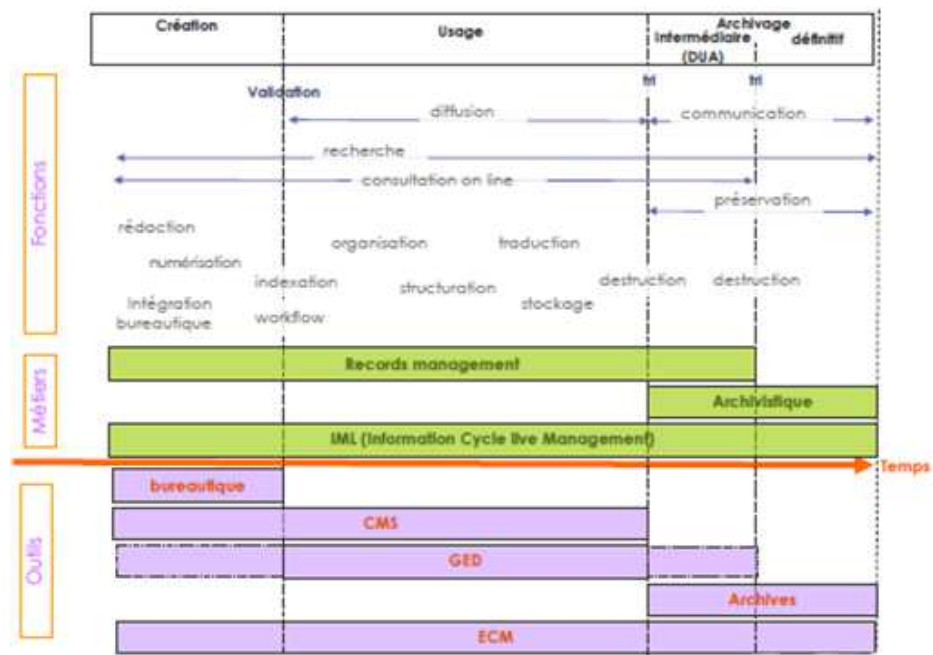 Création
Usage
Archivage
Intermédiaire
(DUA)
définitif
Fonctions
Validation
tri
tri
diffusion
communication
recherche
consultation on line
préservation
rédaction
organisation
traduction
numérisation
indexation
structuration
destruction
destruction
Intégration
bureautique
workflow
stockage
Métiers
Records management
Archivistique
IML (Information Cycle live Management)
Temps
Outils
bureautique
CMS
GED
Archives
ECM